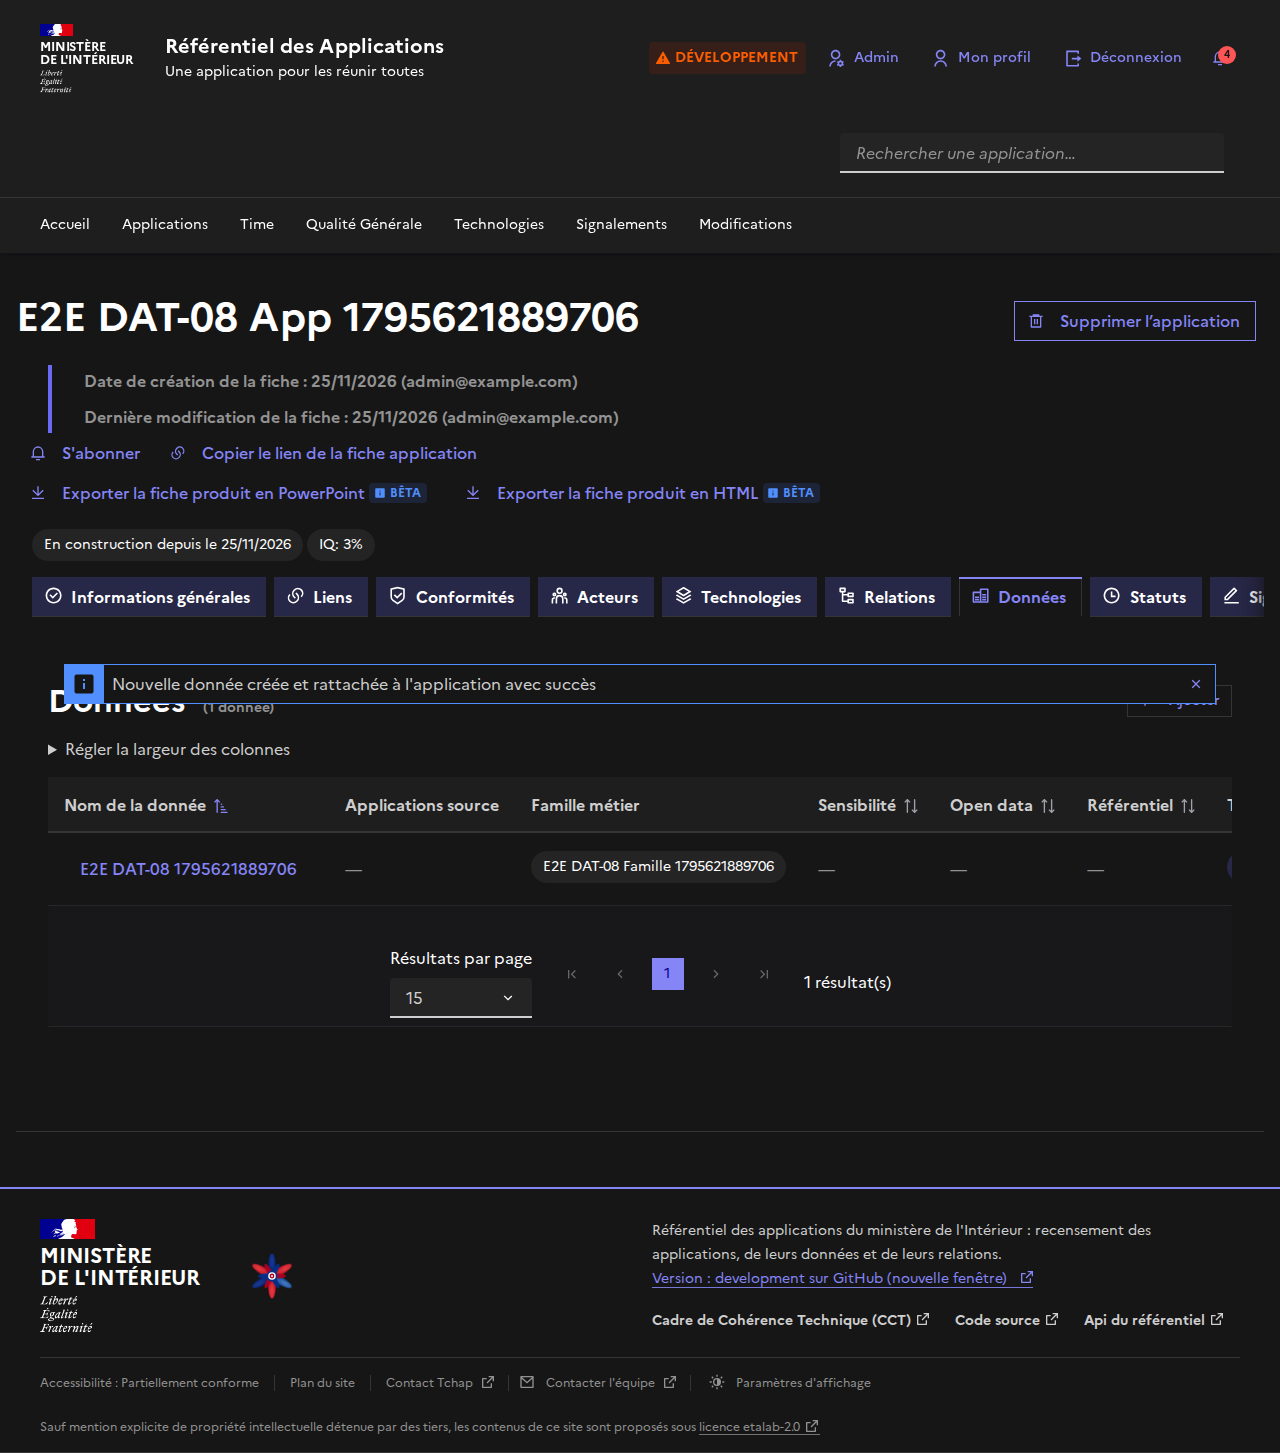 MINISTÈRE
DE L'INTÉRIEUR
Liberté
Égalité
Fraternité
Référentiel des Applications
Une application pour les réunir toutes
DÉVELOPPEMENT
Admin
Mon profil
Déconnexion
4
Rechercher une application…
Accueil
Applications
Time
Qualité Générale
Technologies
Signalements
Modifications
E2E DAT-08 App 1795621889706
Supprimer l’application
Date de création de la fiche : 25/11/2026 (admin@example.com)
Dernière modification de la fiche : 25/11/2026 (admin@example.com)
S'abonner
Copier le lien de la fiche application
Exporter la fiche produit en PowerPoint
BÊTA
Exporter la fiche produit en HTML
BÊTA
En construction depuis le 25/11/2026
IQ: 3%
Informations générales
Liens
Conformités
Acteurs
Technologies
Relations
Données
Statuts
Nouvelle donnée créée et rattachée à l'application avec succès
Données
(1 donnée)
Régler la largeur des colonnes
Nom de la donnée
Applications source
Famille métier
Sensibilité
Open data
Référentiel
E2E DAT-08 1795621889706
—
E2E DAT-08 Famille 1795621889706
—
—
—
Résultats par page
15
1
1 résultat(s)
MINISTÈRE
DE L'INTÉRIEUR
Liberté
Égalité
Fraternité
Référentiel des applications du ministère de l'Intérieur : recensement des
applications, de leurs données et de leurs relations.
Version : development sur GitHub (nouvelle fenêtre)
Cadre de Cohérence Technique (CCT)
Code source
Api du référentiel
Accessibilité : Partiellement conforme
Plan du site
Contact Tchap
Contacter l'équipe
Paramètres d'affichage
Sauf mention explicite de propriété intellectuelle détenue par des tiers, les contenus de ce site sont proposés sous licence etalab-2.0